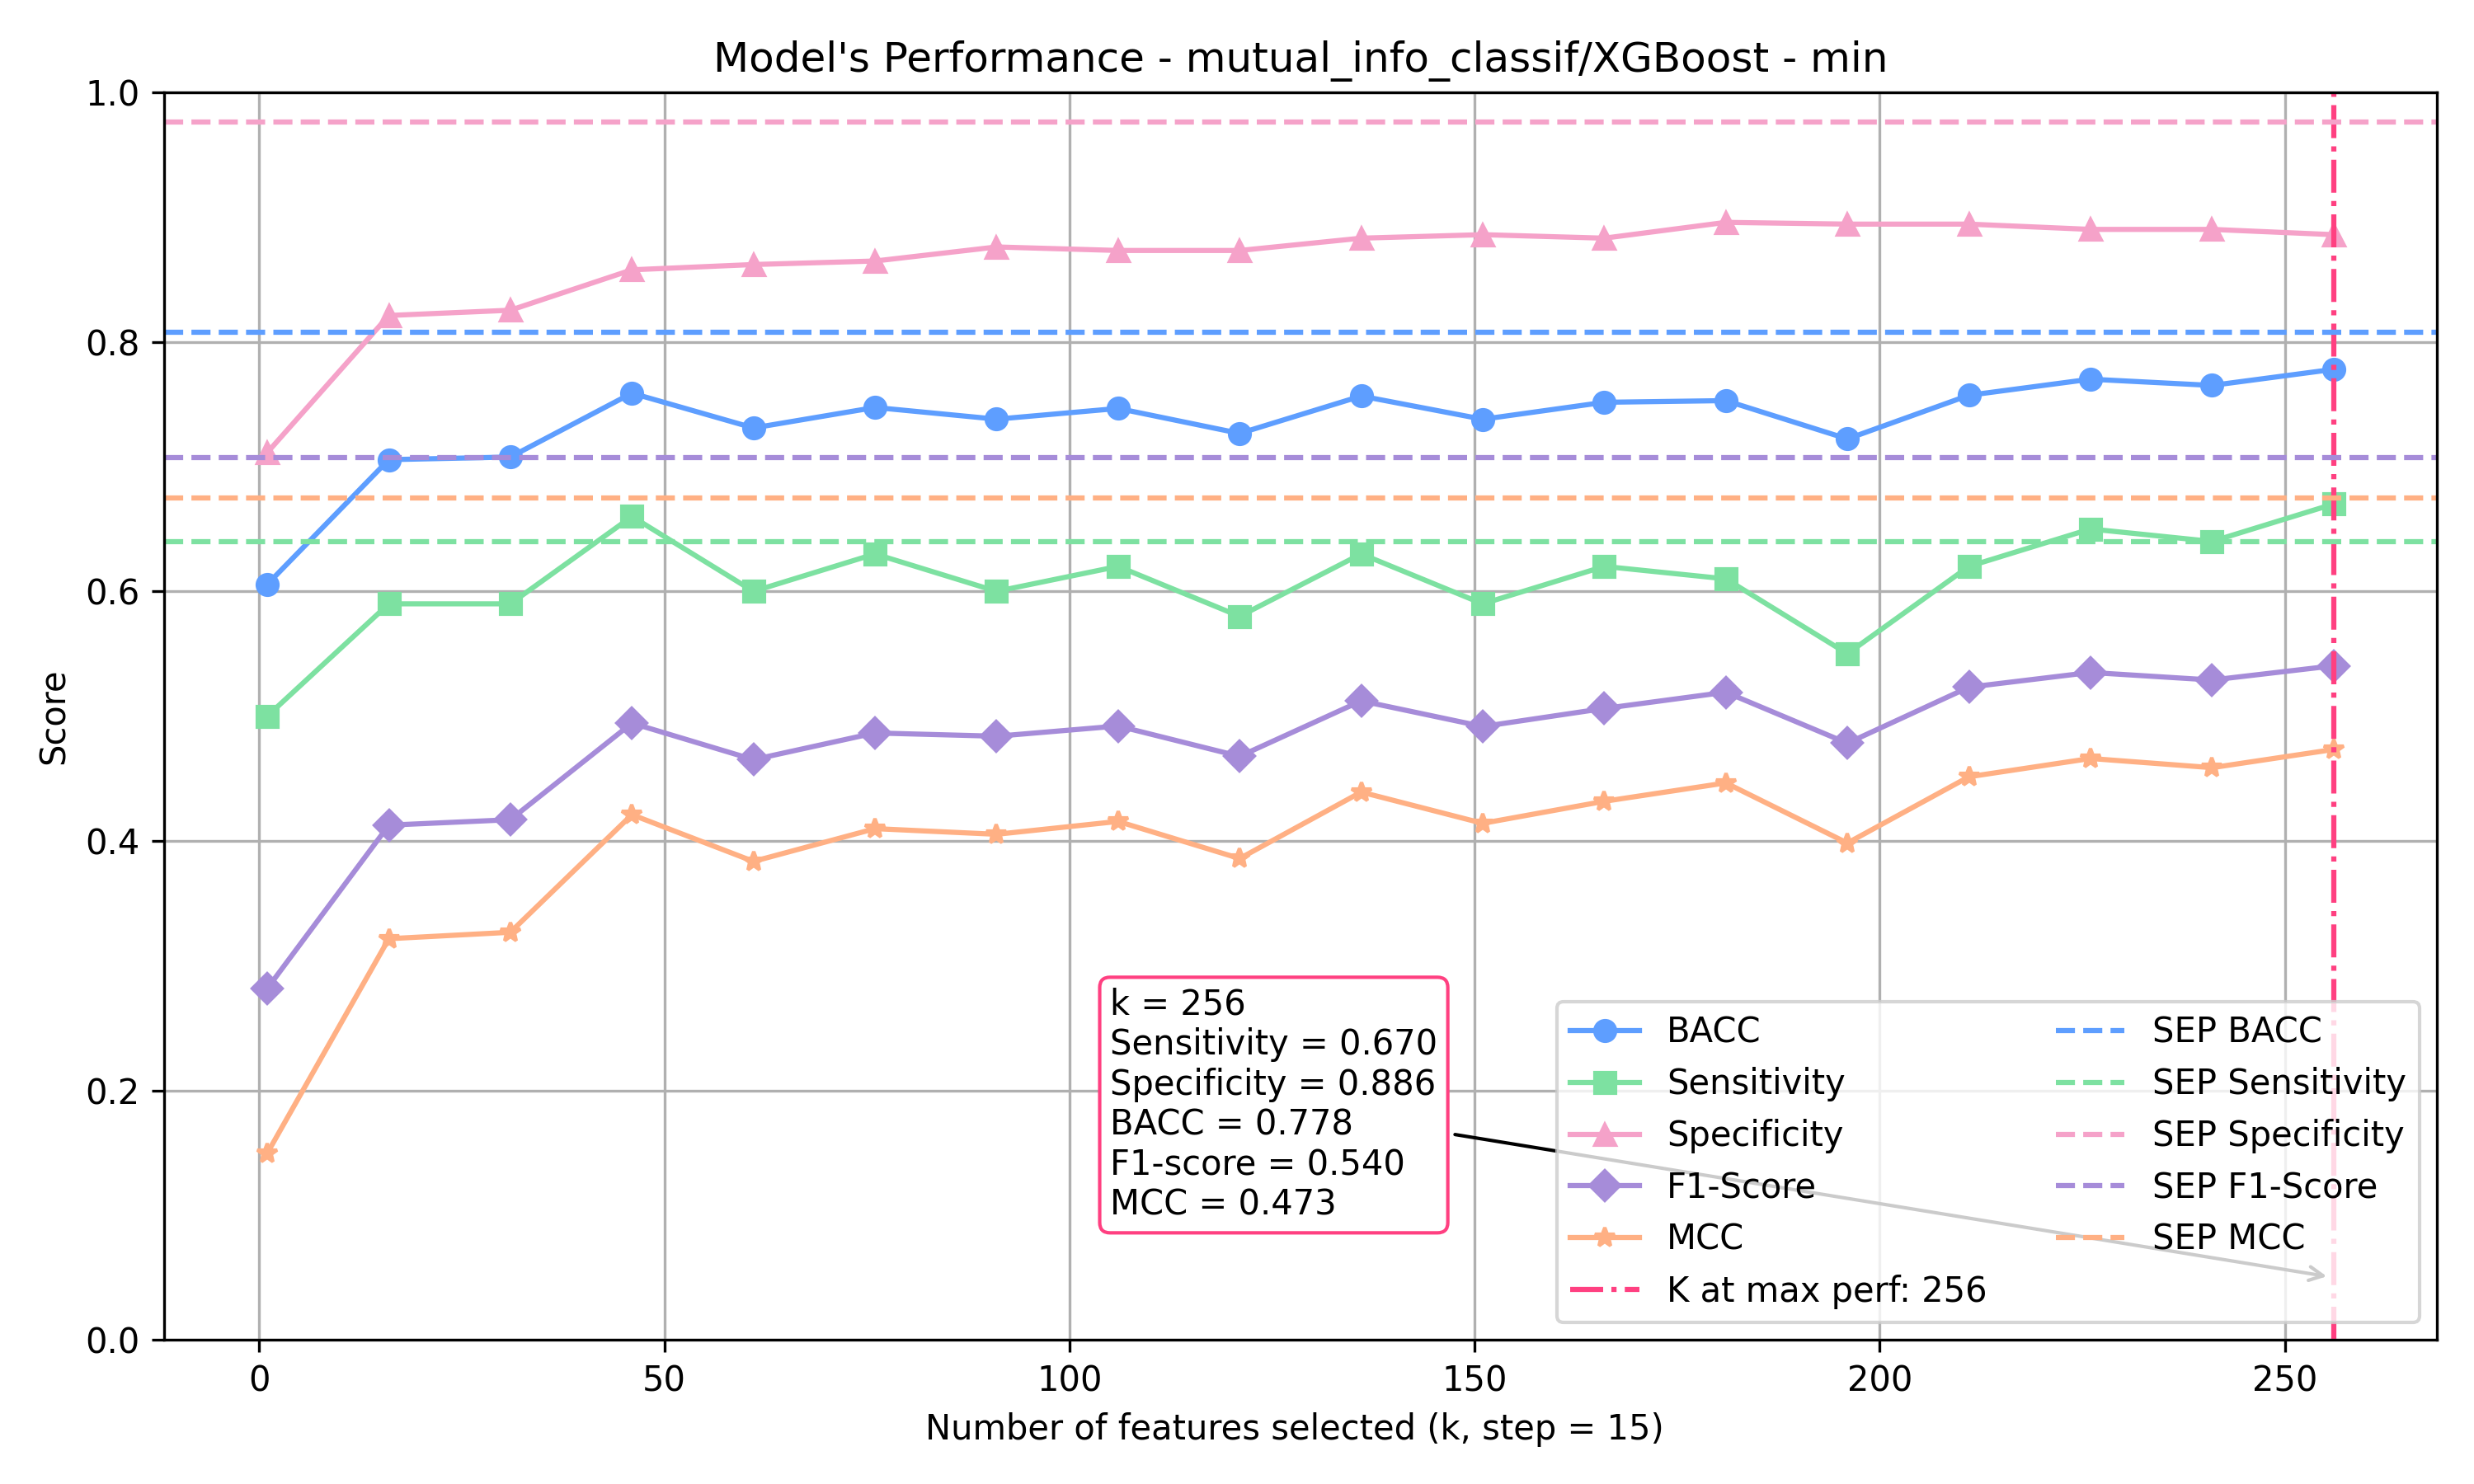 Model's Performance - mutual_info_classif/XGBoost - min
1.0
0.8
0.6
0.4
0.2
0.0
Score
0
50
100
150
200
250
Number of features selected (k, step = 15)
k = 256
Sensitivity = 0.670
Specificity = 0.886
BACC = 0.778
F1-score = 0.540
MCC = 0.473
BACC
Sensitivity
Specificity
F1-Score
MCC
K at max perf: 256
SEP BACC
SEP Sensitivity
SEP Specificity
SEP F1-Score
SEP MCC